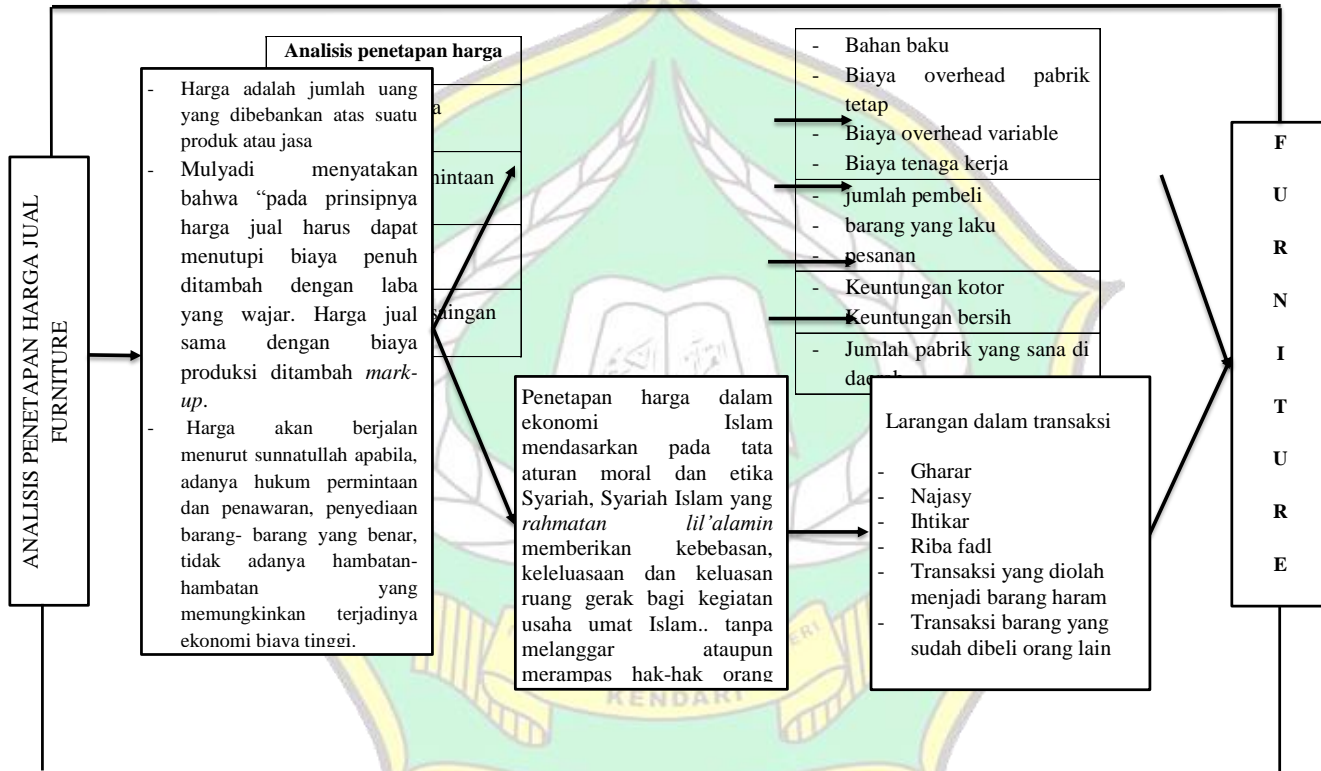 ANALISIS PENETAPAN HARGA JUAL
FURNITURE
- Harga adalah jumlah uang
yang dibebankan atas suatu
produk atau jasa
- Mulyadi menyatakan
bahwa “pada prinsipnya
harga jual harus dapat
menutupi biaya penuh
ditambah dengan laba
yang wajar. Harga jual
sama dengan biaya
produksi ditambah mark-
up.
- Harga akan berjalan
menurut sunnatullah apabila,
adanya hukum permintaan
dan penawaran, penyediaan
barang- barang yang benar,
tidak adanya hambatan-
hambatan yang
memungkinkan terjadinya
ekonomi biaya tinggi.
Analisis penetapan harga
- Bahan baku
- Biaya overhead pabrik
tetap
- Biaya overhead variable
- Biaya tenaga kerja
- jumlah pembeli
- barang yang laku
- pesanan
- Keuntungan kotor
- Keuntungan bersih
- Jumlah pabrik yang sana di
Penetapan harga dalam
ekonomi Islam
mendasarkan pada tata
aturan moral dan etika
Syariah, Syariah Islam yang
rahmatan lil’alamin
memberikan kebebasan,
keleluasaan dan keluasan
ruang gerak bagi kegiatan
usaha umat Islam.. tanpa
melanggar ataupun
merampas hak-hak orang
Larangan dalam transaksi
- Gharar
- Najasy
- Ihtikar
- Riba fadl
- Transaksi yang diolah
menjadi barang haram
- Transaksi barang yang
sudah dibeli orang lain
F
U
R
N
I
T
U
R
E
KENDARI